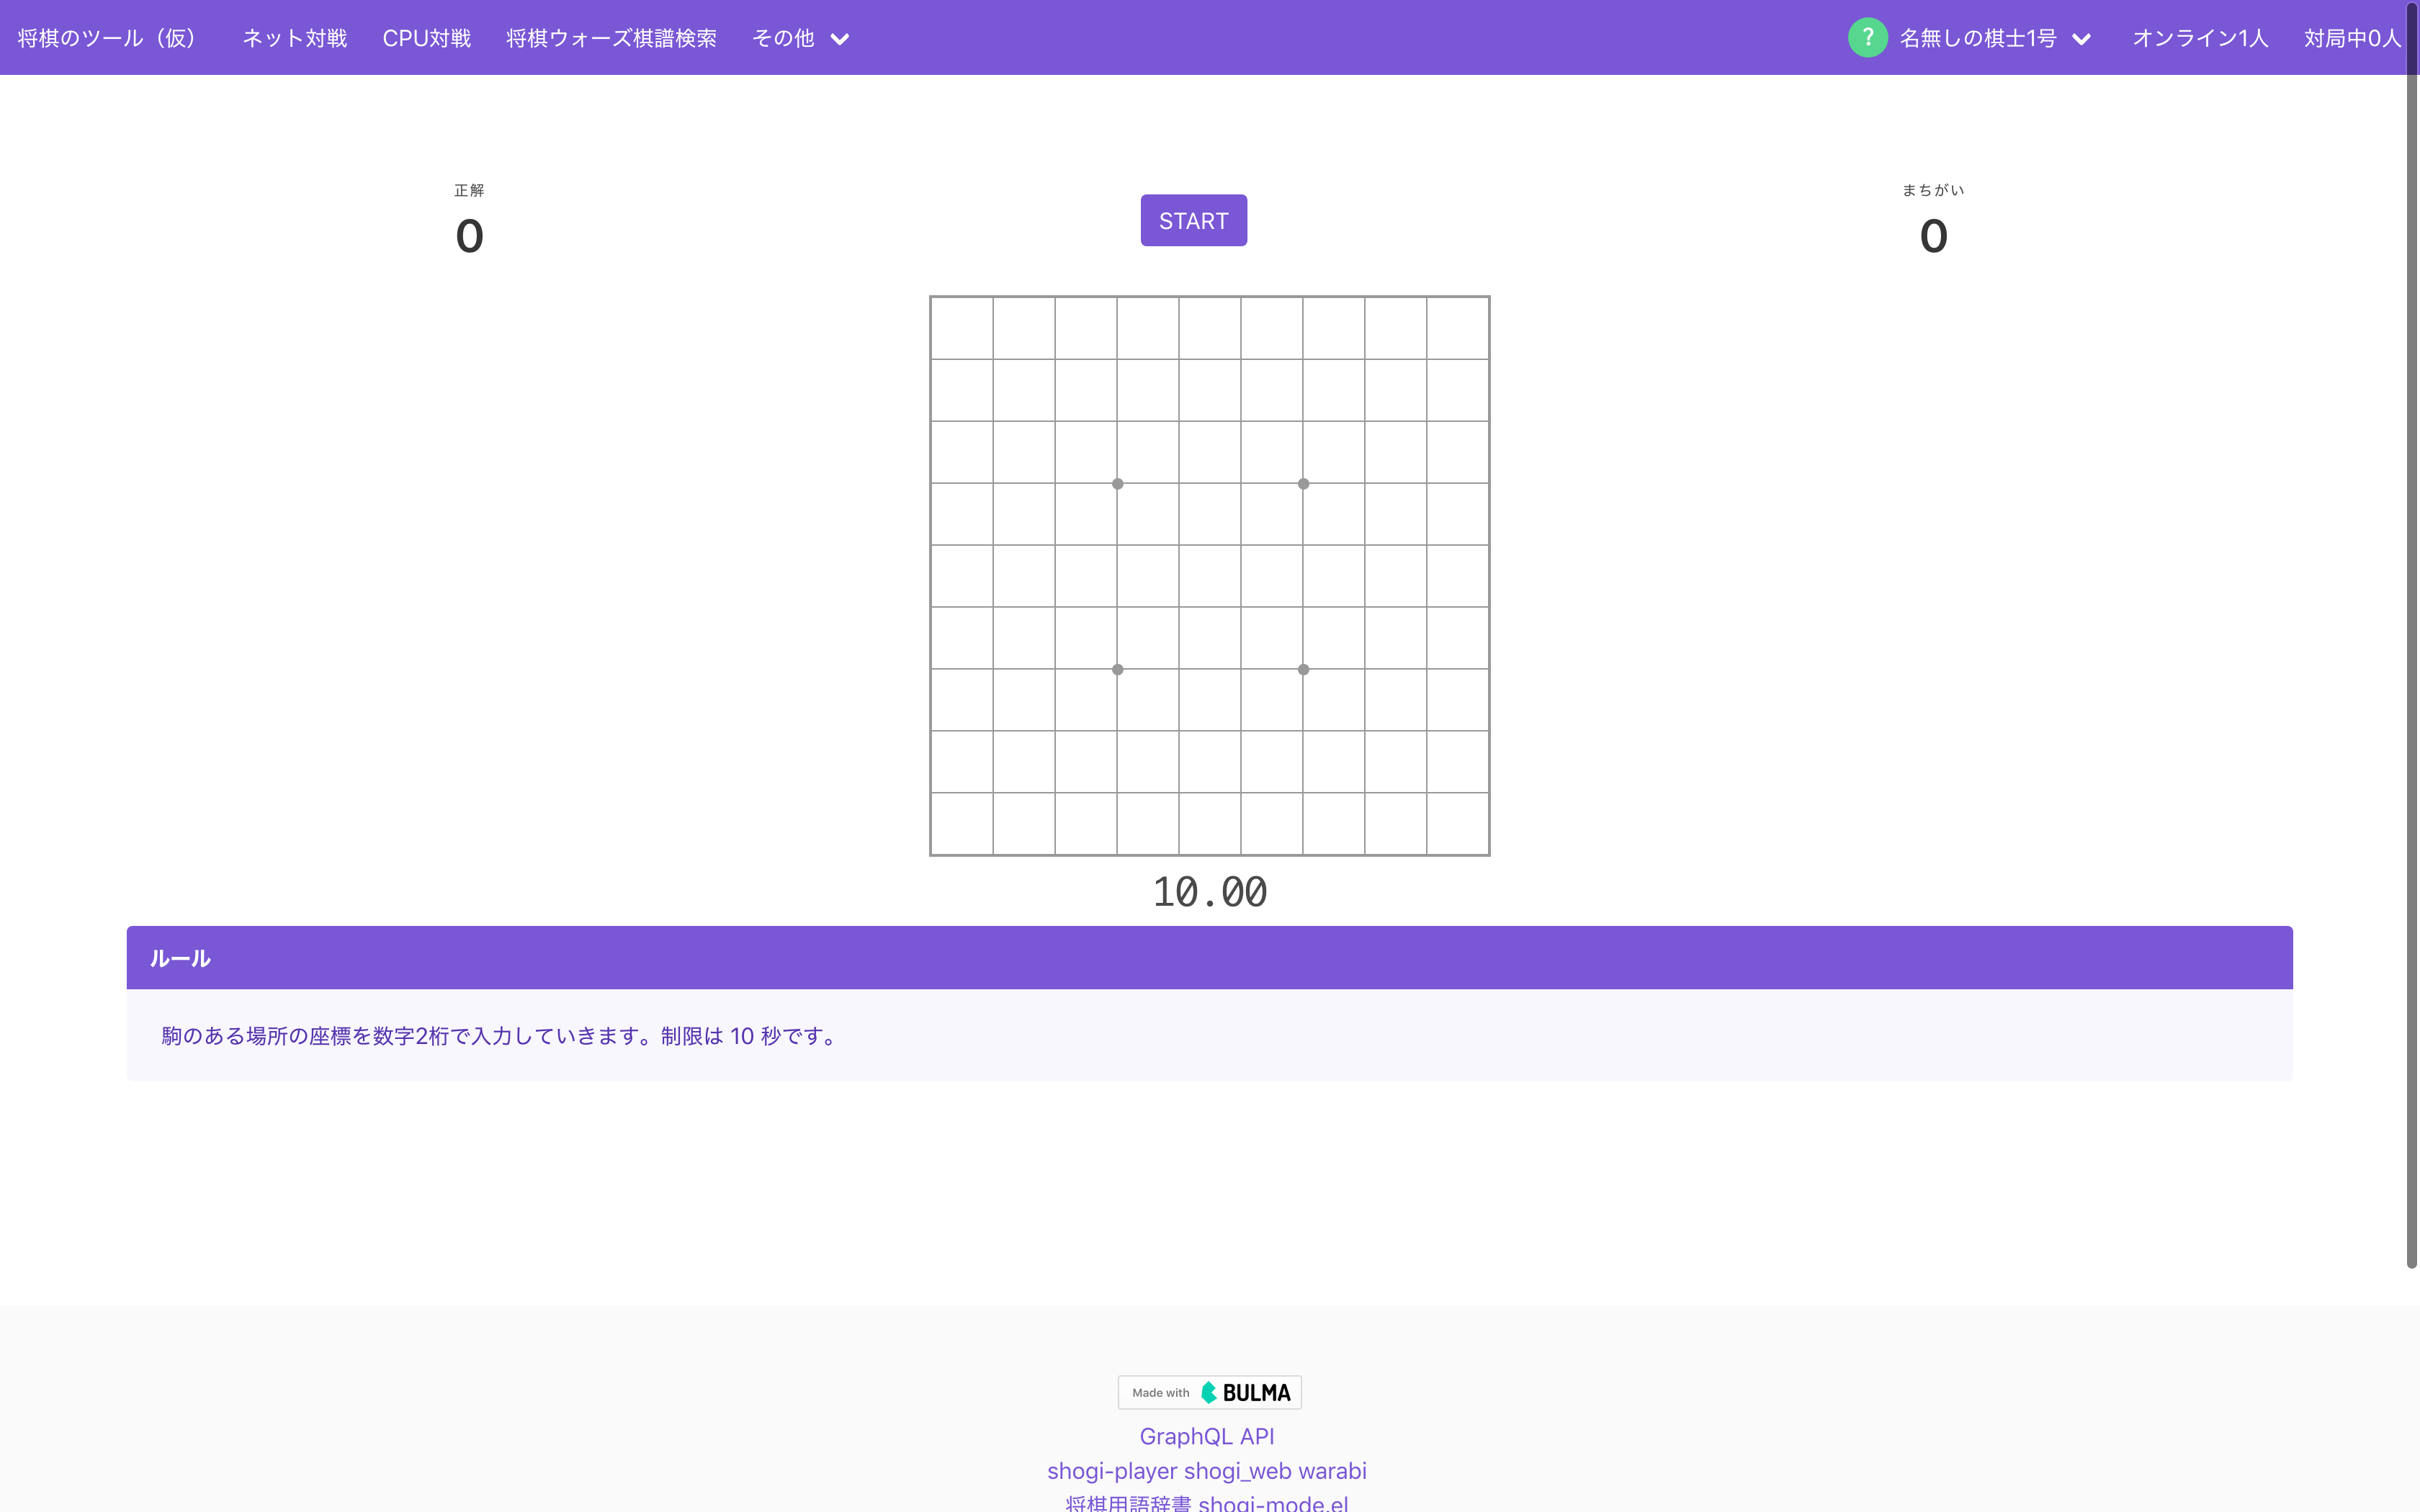 将棋のツール（仮） ネット対戦 CPU対戦 将棋ウォーズ棋譜検索 その他 ? 名無しの棋士1号 オンライン1人 対局中0人
正解 まちがい
0 START 0
10.00
ルール
駒のある場所の座標を数字2桁で入力していきます。制限は 10 秒です。
Made with BULMA
GraphQL API
shogi-player shogi_web warabi
将棋用語辞書 shogi-mode.el